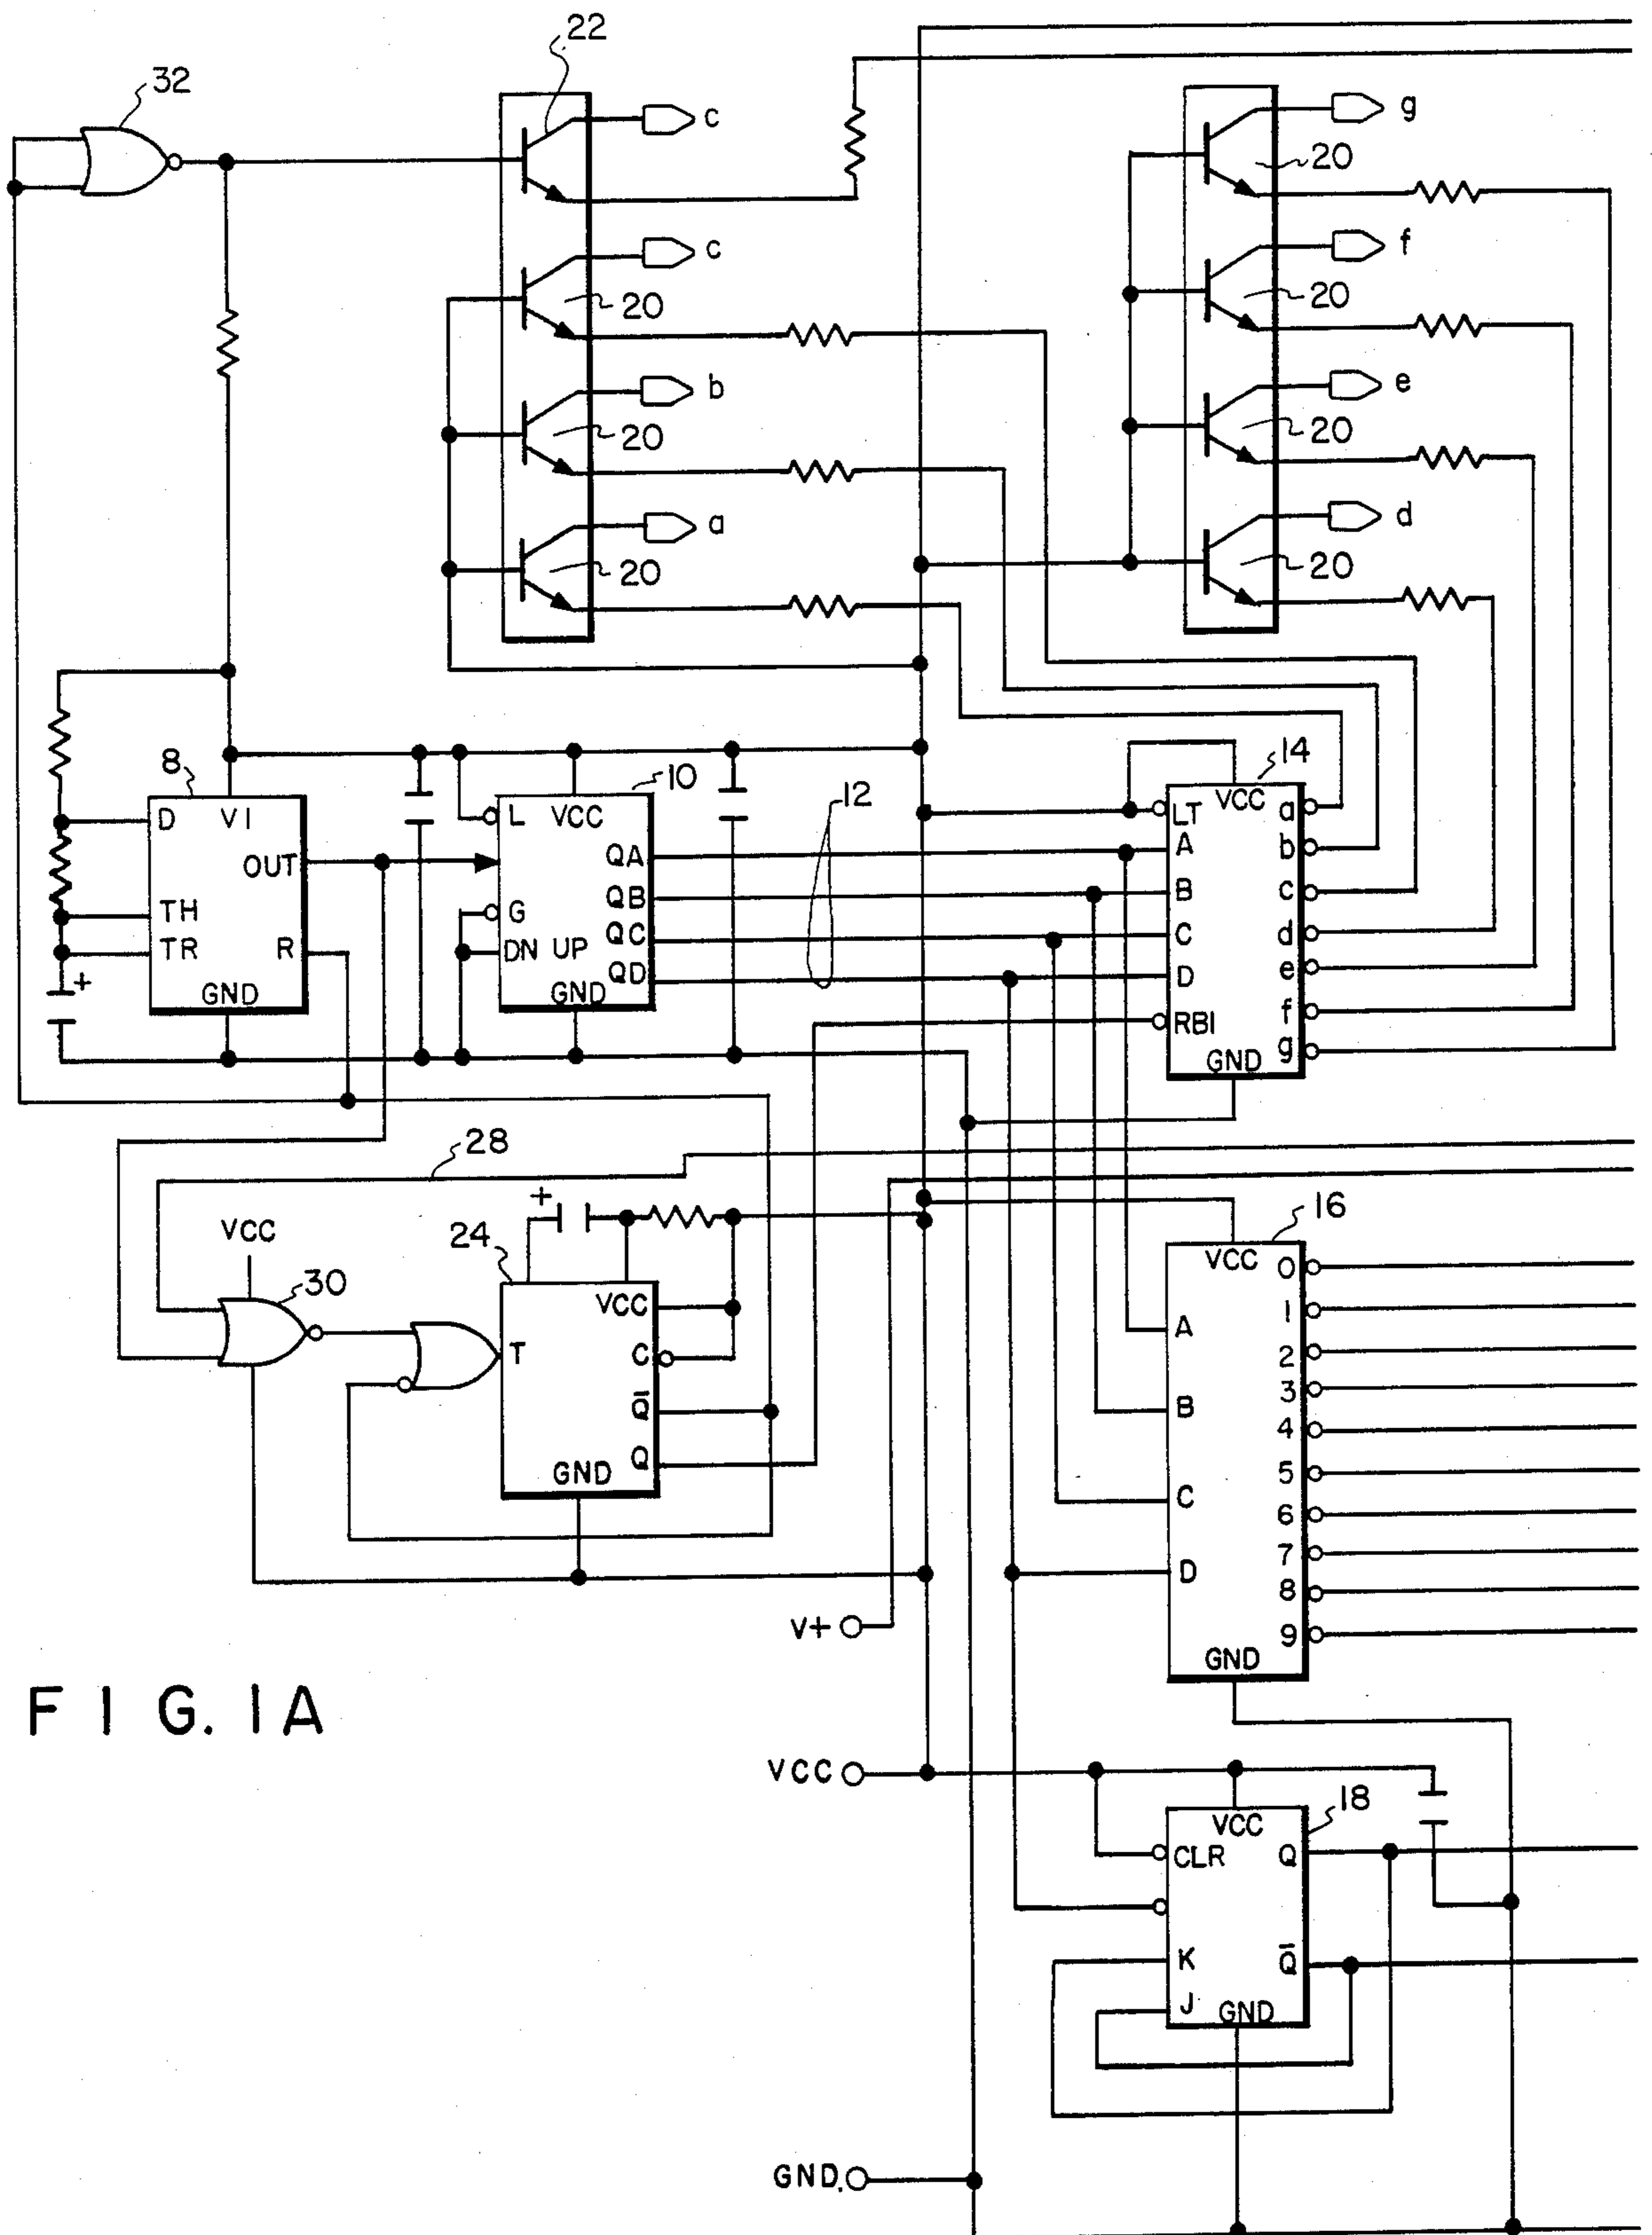 22
32
c
g
20
c
f
20
20
b
e
20
20
a
d
20
20
8
10
12
14
D
VI
OUT
TH
TR
R
GND
+
L
VCC
QA
G
QB
DN UP
QC
QD
GND
VCC
LT
a
A
b
B
c
C
d
D
e
RBI
f
g
GND
28
VCC
30
24
+
VCC
T
C
Q̅
Q
GND
16
VCC
0
1
A
2
3
B
4
5
C
6
7
D
8
9
GND
V+
FIG. 1A
VCC
18
VCC
CLR
Q
K
Q̅
J
GND
GND.